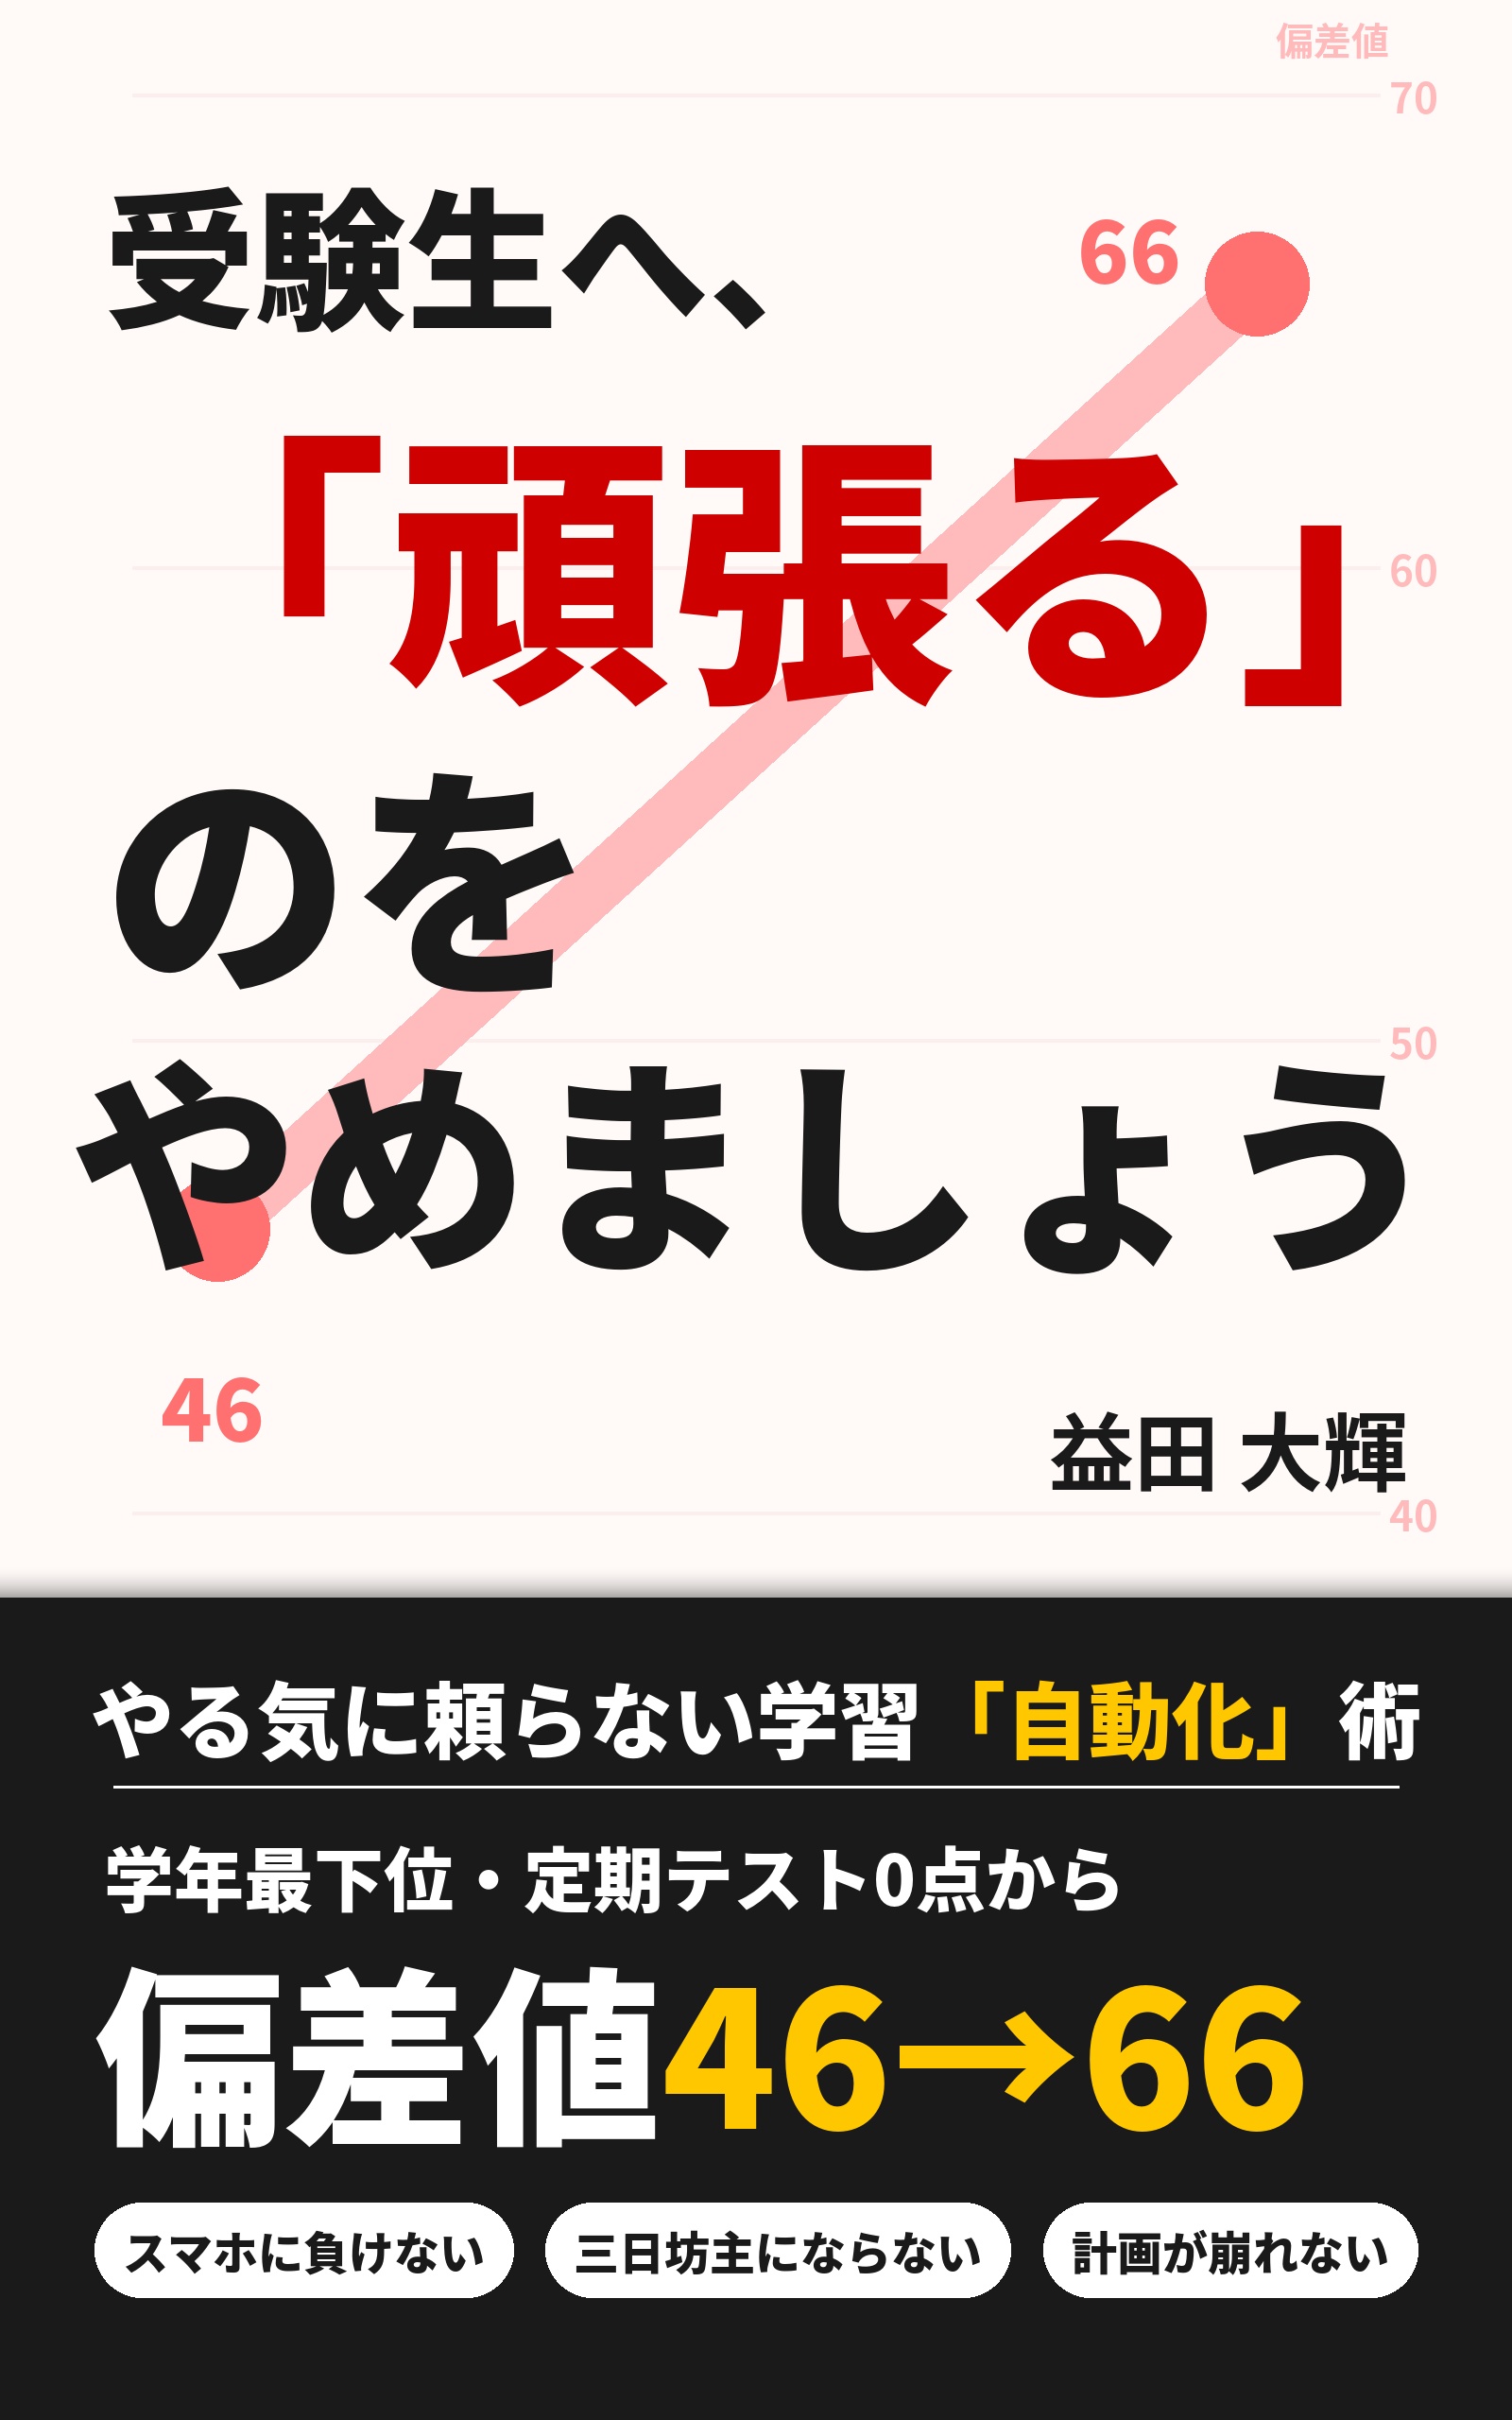 偏差値
70
受験生へ、
66
「頑張る」
60
のを
50
やめましょう
46
益田 大輝
40
やる気に頼らない学習「自動化」術
学年最下位・定期テスト0点から
偏差値46→66
スマホに負けない
三日坊主にならない
計画が崩れない